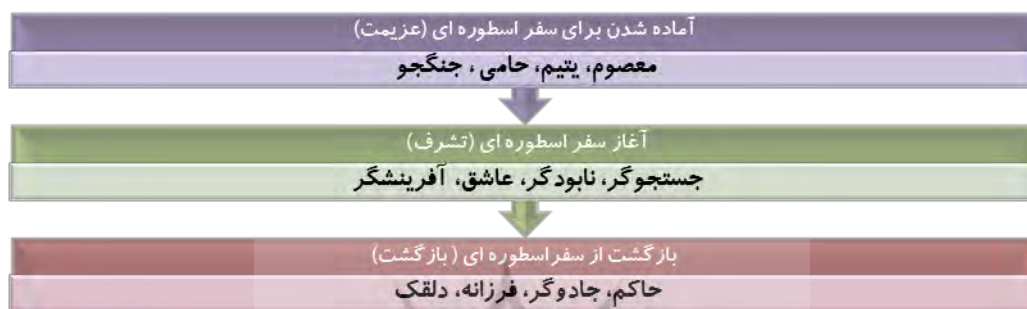 آماده شدن برای سفر اسطوره ای (عزیمت)
معصوم، یتیم، حامی، جنگجو
آغاز سفر اسطوره ای (تشرف)
جستجوگر، نابودگر، عاشق، آفرینشگر
بازگشت از سفر اسطوره ای (بازگشت)
حاکم، جادوگر، فرزانه، دلقک